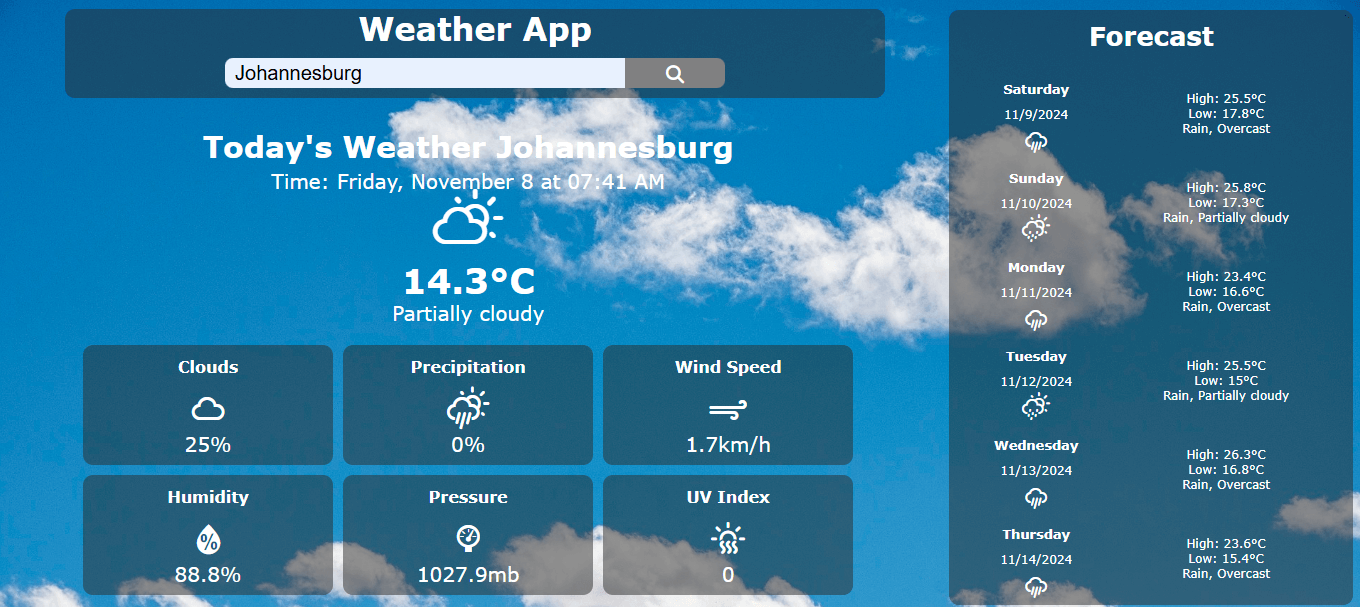 Weather App
Johannesburg
Today's Weather Johannesburg
Time: Friday, November 8 at 07:41 AM
14.3°C
Partially cloudy
Clouds
25%
Precipitation
0%
Wind Speed
1.7km/h
Humidity
%
88.8%
Pressure
1027.9mb
UV Index
0
Forecast
Saturday
11/9/2024
High: 25.5°C
Low: 17.8°C
Rain, Overcast
Sunday
11/10/2024
High: 25.8°C
Low: 17.3°C
Rain, Partially cloudy
Monday
11/11/2024
High: 23.4°C
Low: 16.6°C
Rain, Overcast
Tuesday
11/12/2024
High: 25.5°C
Low: 15°C
Rain, Partially cloudy
Wednesday
11/13/2024
High: 26.3°C
Low: 16.8°C
Rain, Overcast
Thursday
11/14/2024
High: 23.6°C
Low: 15.4°C
Rain, Overcast